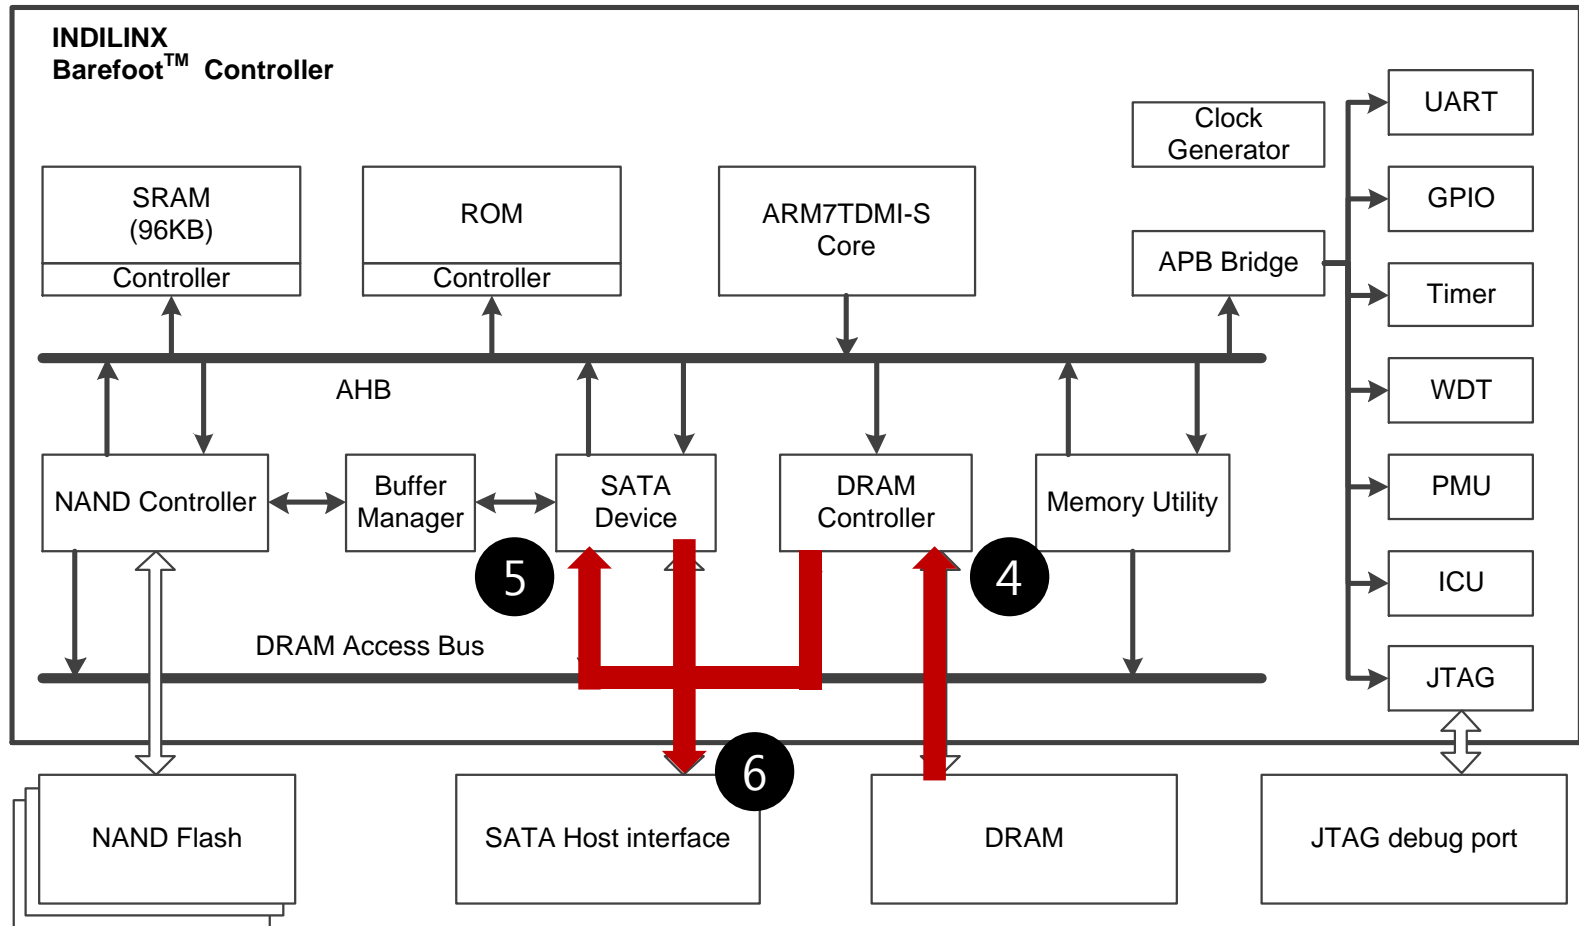 INDILINX
Barefoot™ Controller
UART
Clock
Generator
SRAM
(96KB)
Controller
ROM
Controller
ARM7TDMI-S
Core
GPIO
APB Bridge
Timer
AHB
WDT
NAND Controller
Buffer
Manager
SATA
Device
DRAM
Controller
Memory Utility
PMU
5
4
ICU
DRAM Access Bus
JTAG
6
NAND Flash
SATA Host interface
DRAM
JTAG debug port